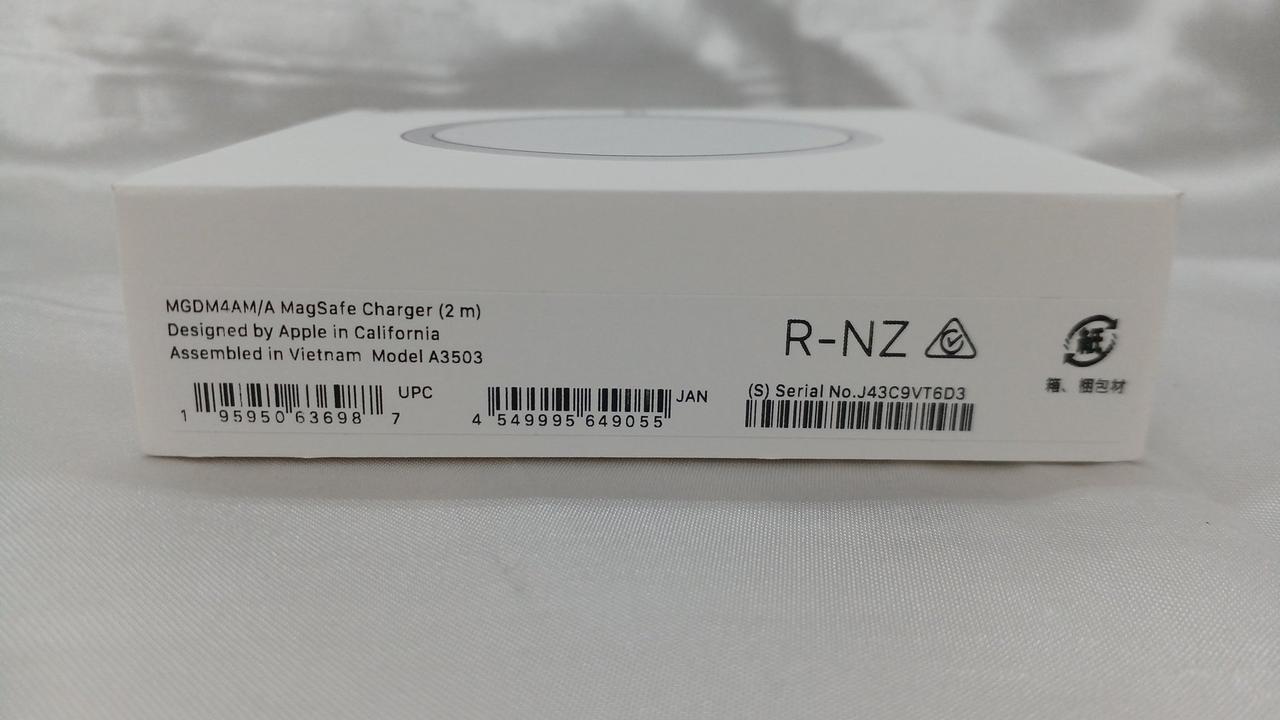 MGDM4AM/A MagSafe Charger (2 m)
Designed by Apple in California
Assembled in Vietnam Model A3503
UPC
1 95950 63698 7
JAN
4 549995 649055
R-NZ
(S) Serial No.J43C9VT6D3
紙
箱、梱包材